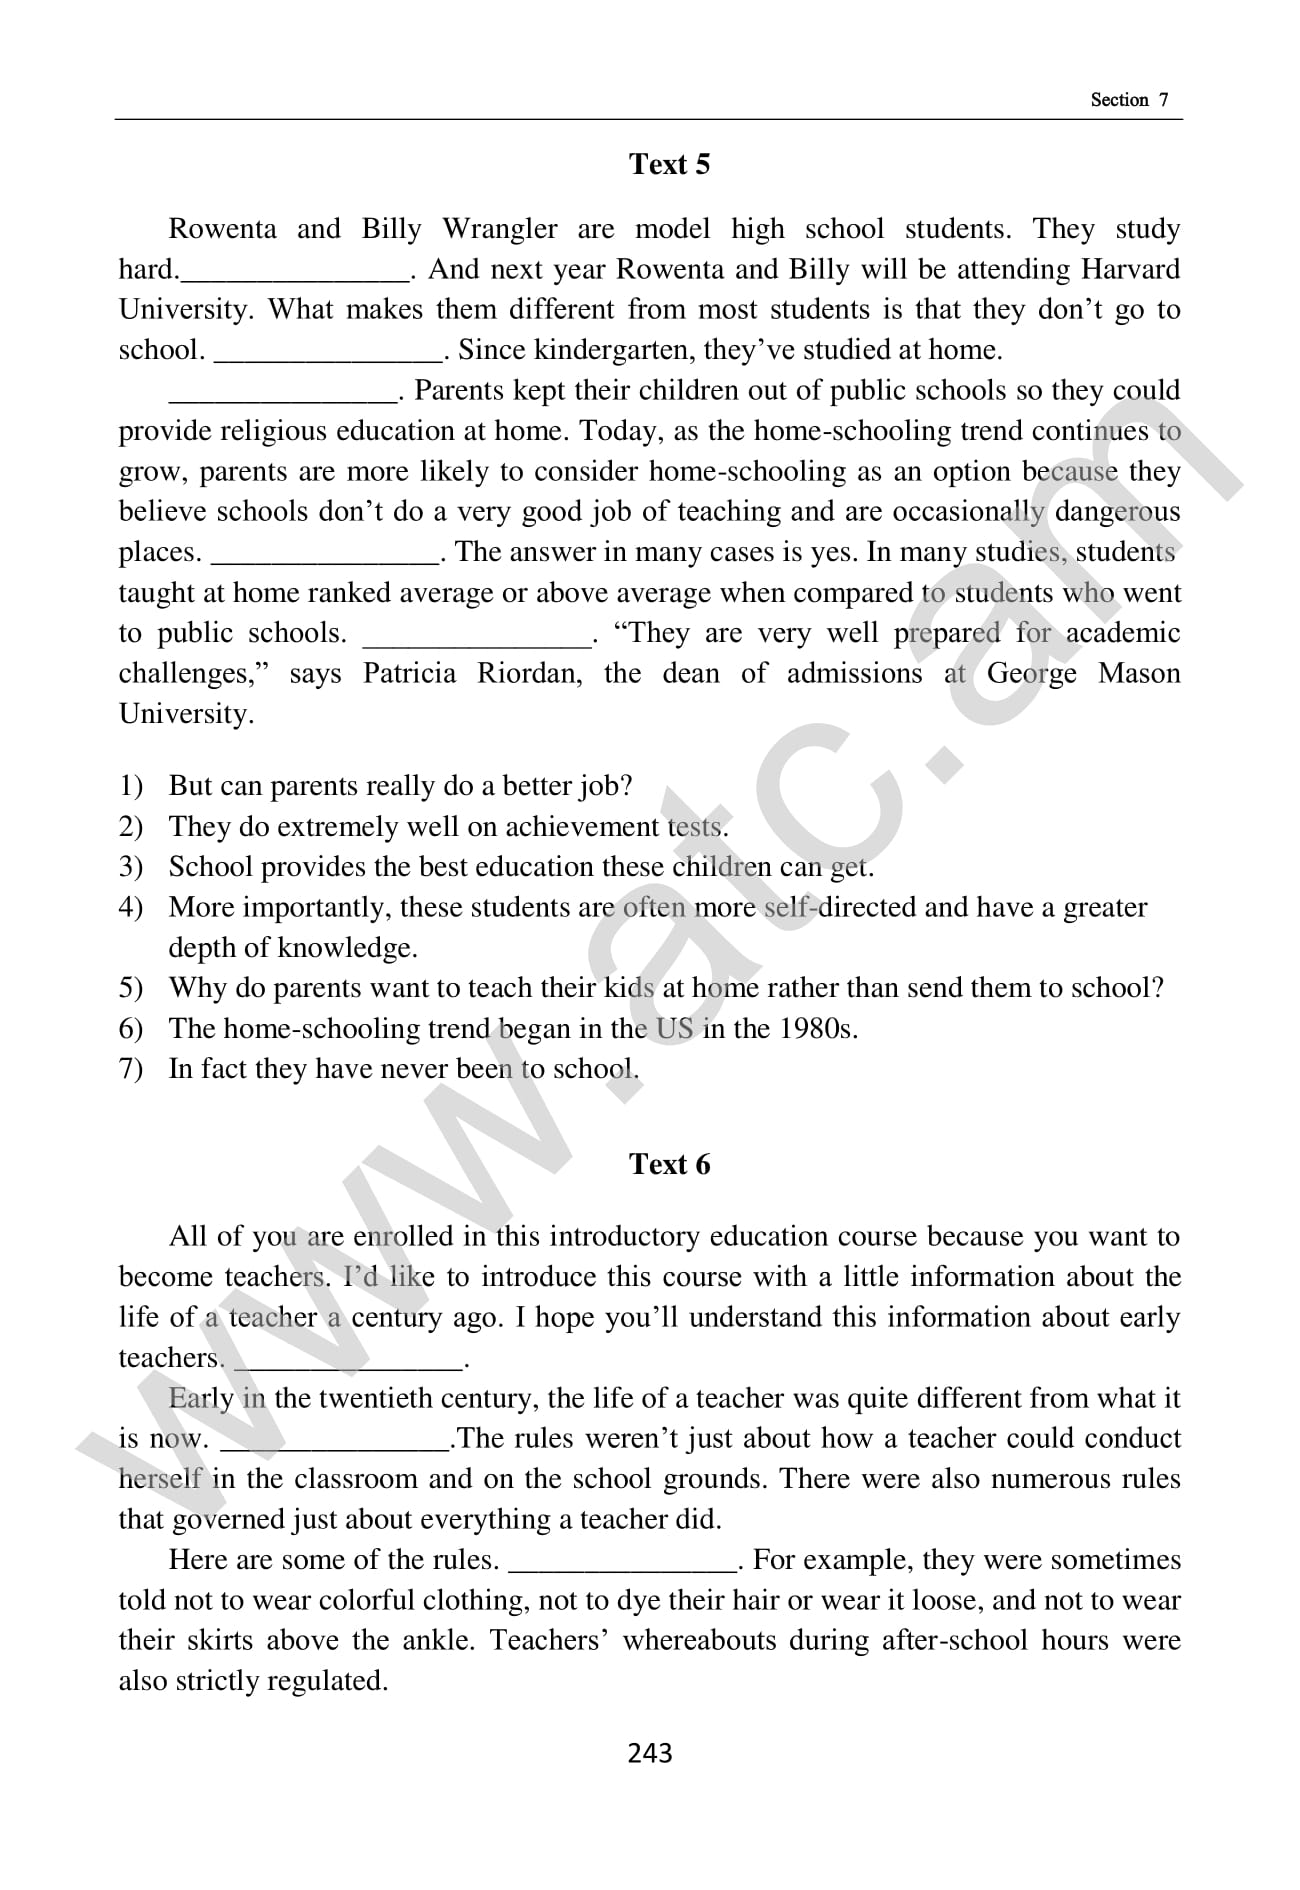 Section 7
Text 5
Rowenta and Billy Wrangler are model high school students. They study
hard._______________. And next year Rowenta and Billy will be attending Harvard
University. What makes them different from most students is that they don’t go to
school. _______________. Since kindergarten, they’ve studied at home.
_______________. Parents kept their children out of public schools so they could
provide religious education at home. Today, as the home-schooling trend continues to
grow, parents are more likely to consider home-schooling as an option because they
believe schools don’t do a very good job of teaching and are occasionally dangerous
places. _______________. The answer in many cases is yes. In many studies, students
taught at home ranked average or above average when compared to students who went
to public schools. _______________. “They are very well prepared for academic
challenges,” says Patricia Riordan, the dean of admissions at George Mason
University.
1) But can parents really do a better job?
2) They do extremely well on achievement tests.
3) School provides the best education these children can get.
4) More importantly, these students are often more self-directed and have a greater
depth of knowledge.
5) Why do parents want to teach their kids at home rather than send them to school?
6) The home-schooling trend began in the US in the 1980s.
7) In fact they have never been to school.
Text 6
All of you are enrolled in this introductory education course because you want to
become teachers. I’d like to introduce this course with a little information about the
life of a teacher a century ago. I hope you’ll understand this information about early
teachers. _______________.
Early in the twentieth century, the life of a teacher was quite different from what it
is now. _______________.The rules weren’t just about how a teacher could conduct
herself in the classroom and on the school grounds. There were also numerous rules
that governed just about everything a teacher did.
Here are some of the rules. _______________. For example, they were sometimes
told not to wear colorful clothing, not to dye their hair or wear it loose, and not to wear
their skirts above the ankle. Teachers’ whereabouts during after-school hours were
also strictly regulated.
243
www.atc.am